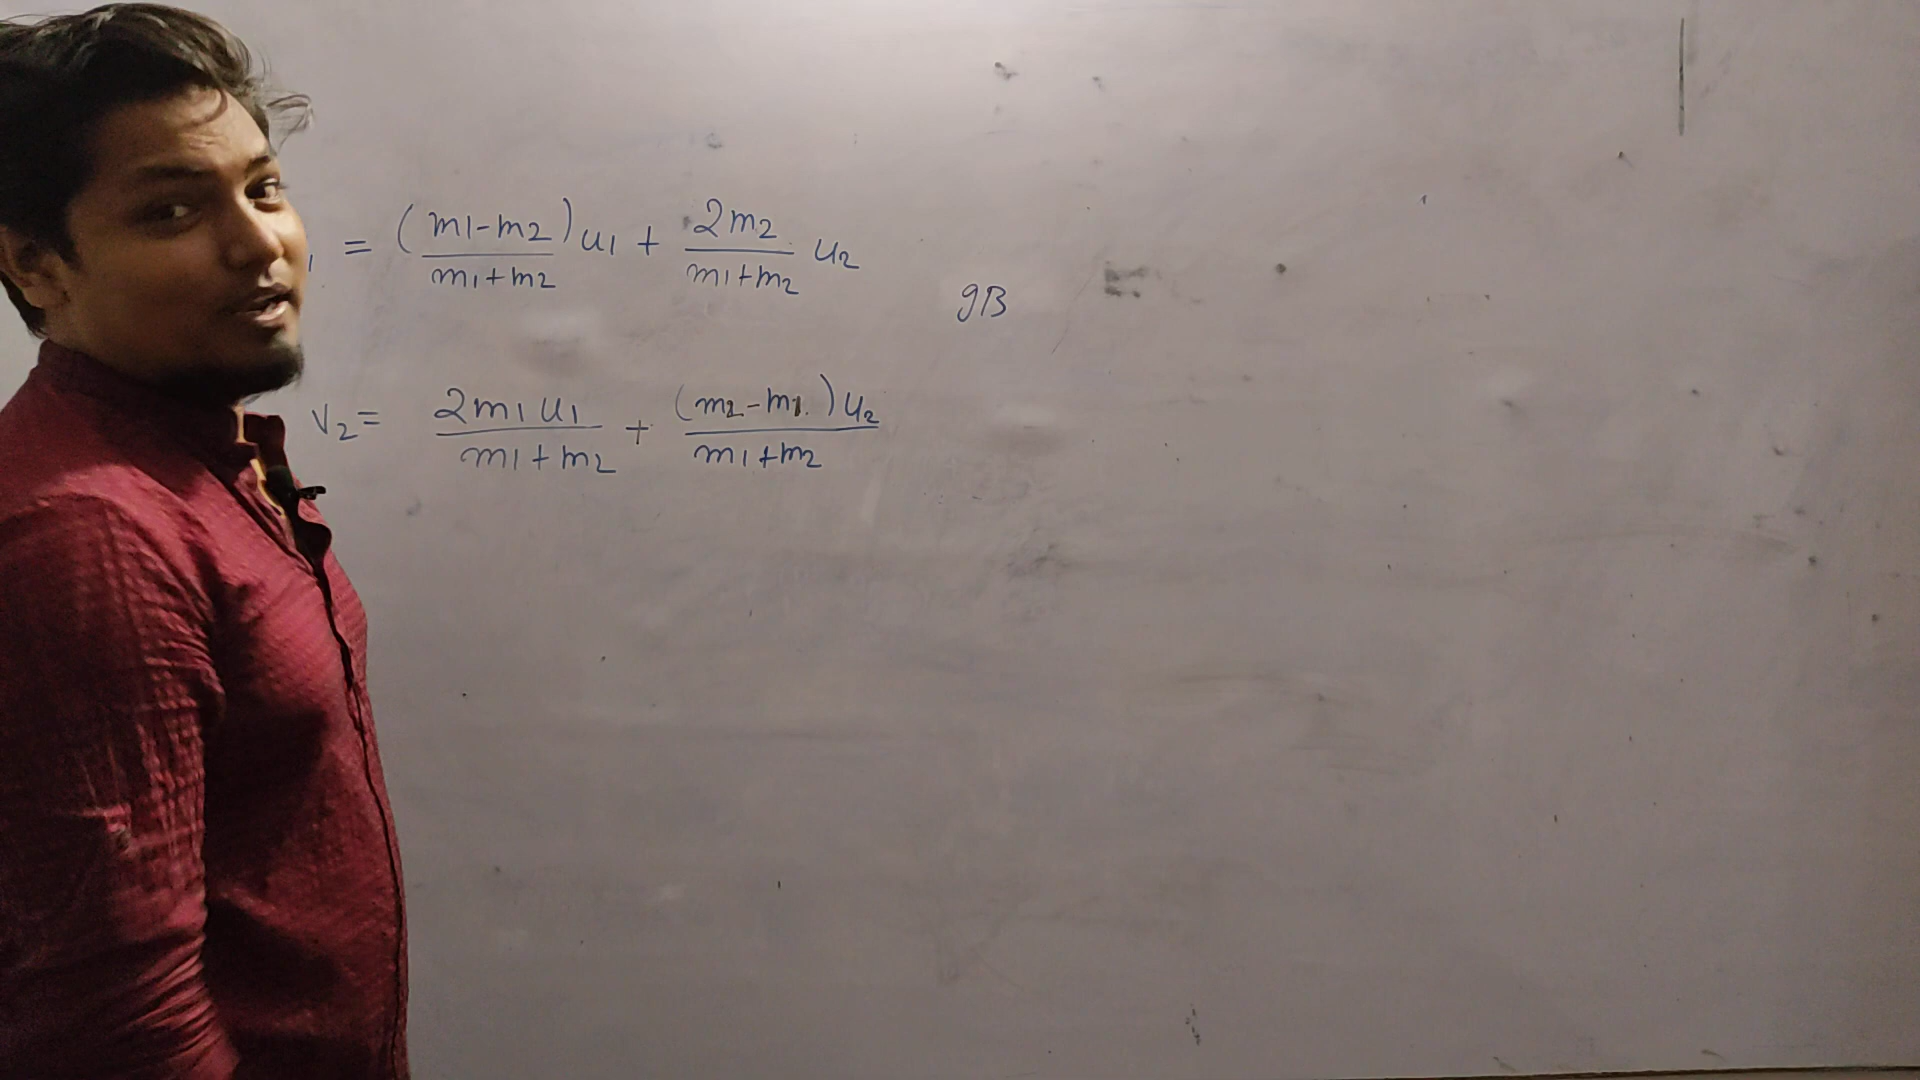 1 = (m1-m2)/(m1+m2) u1 + 2m2/(m1+m2) u2
gB
v2 = 2m1u1/(m1+m2) + (m2-m1)u2/(m1+m2)